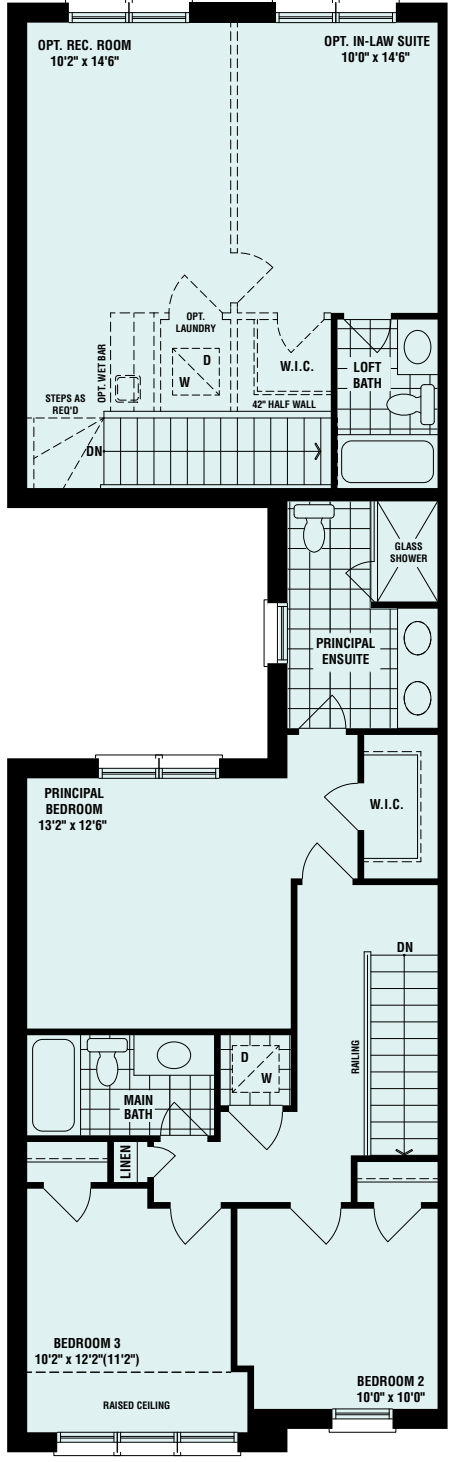 OPT. REC. ROOM
10'2" x 14'6"
OPT. IN-LAW SUITE
10'0" x 14'6"
OPT.
LAUNDRY
D
W
OPT. WET BAR
W.I.C.
LOFT
BATH
STEPS AS
REQ'D
42" HALF WALL
DN
GLASS
SHOWER
PRINCIPAL
ENSUITE
PRINCIPAL
BEDROOM
13'2" x 12'6"
W.I.C.
DN
RAILING
D
W
MAIN
BATH
LINEN
BEDROOM 3
10'2" x 12'2"(11'2")
BEDROOM 2
10'0" x 10'0"
RAISED CEILING